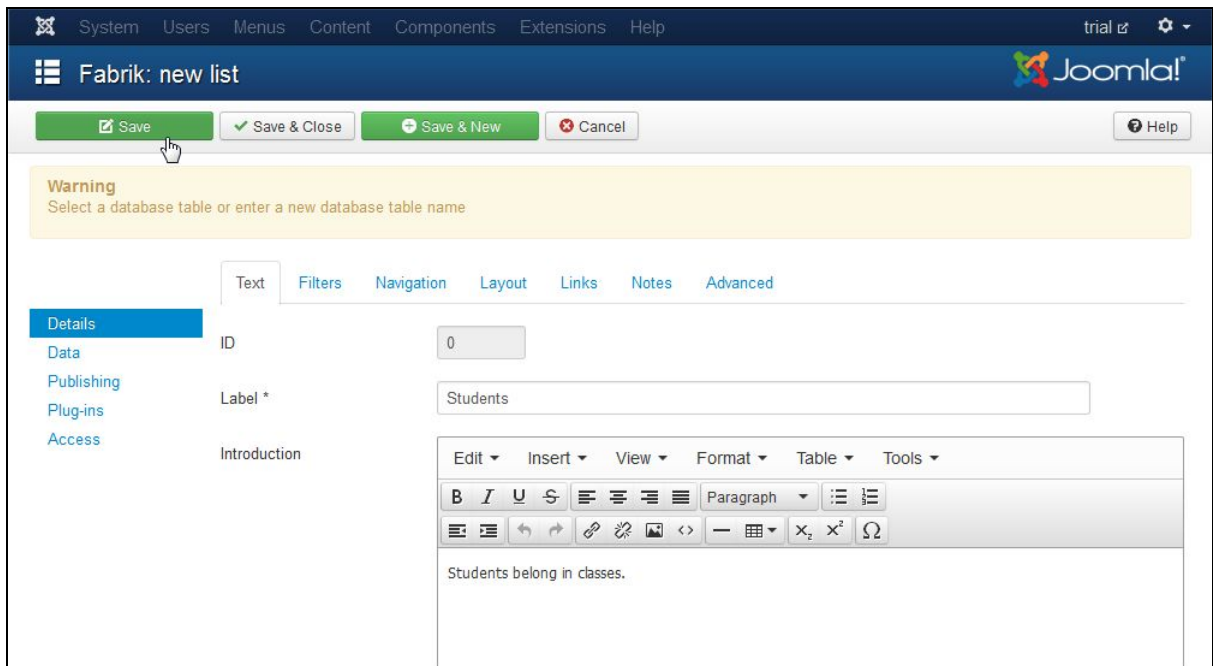 System Users Menus Content Components Extensions Help trial
Fabrik: new list Joomla!
Save Save & Close Save & New Cancel Help
Warning
Select a database table or enter a new database table name
Text Filters Navigation Layout Links Notes Advanced
Details
Data
Publishing
Plug-ins
Access
ID 0
Label * Students
Introduction
Edit Insert View Format Table Tools
B I U S Paragraph
X₂ X² Ω
Students belong in classes.